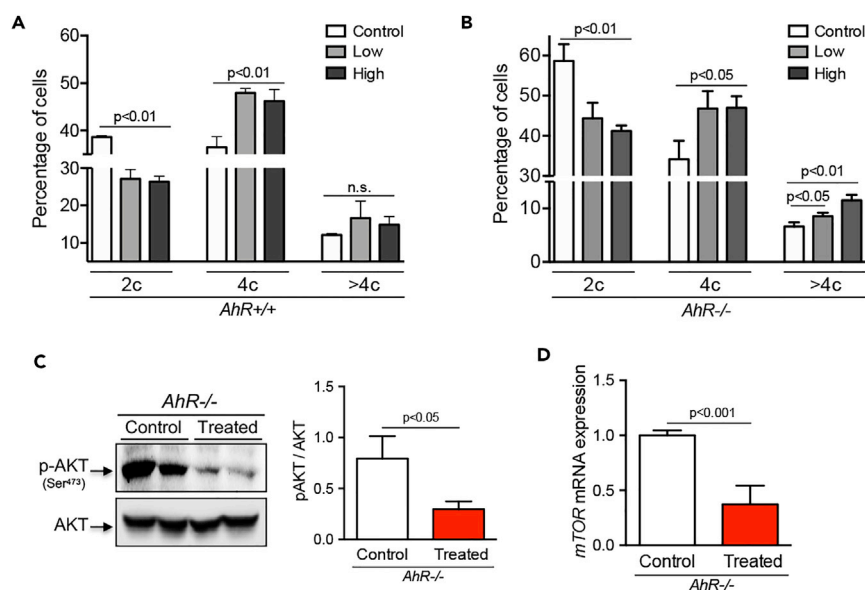 A
Percentage of cells
60
50
40
30
20
10
p<0.01
p<0.01
n.s.
Control
Low
High
2c
4c
>4c
AhR+/+
B
Percentage of cells
60
50
40
30
10
5
0
p<0.01
p<0.05
p<0.01
p<0.05
Control
Low
High
2c
4c
>4c
AhR-/-
C
AhR-/-
Control Treated
p-AKT
(Ser473)
AKT
pAKT / AKT
1.5
1.0
0.5
0.0
p<0.05
Control Treated
AhR-/-
D
mTOR mRNA expression
1.5
1.0
0.5
0.0
p<0.001
Control Treated
AhR-/-